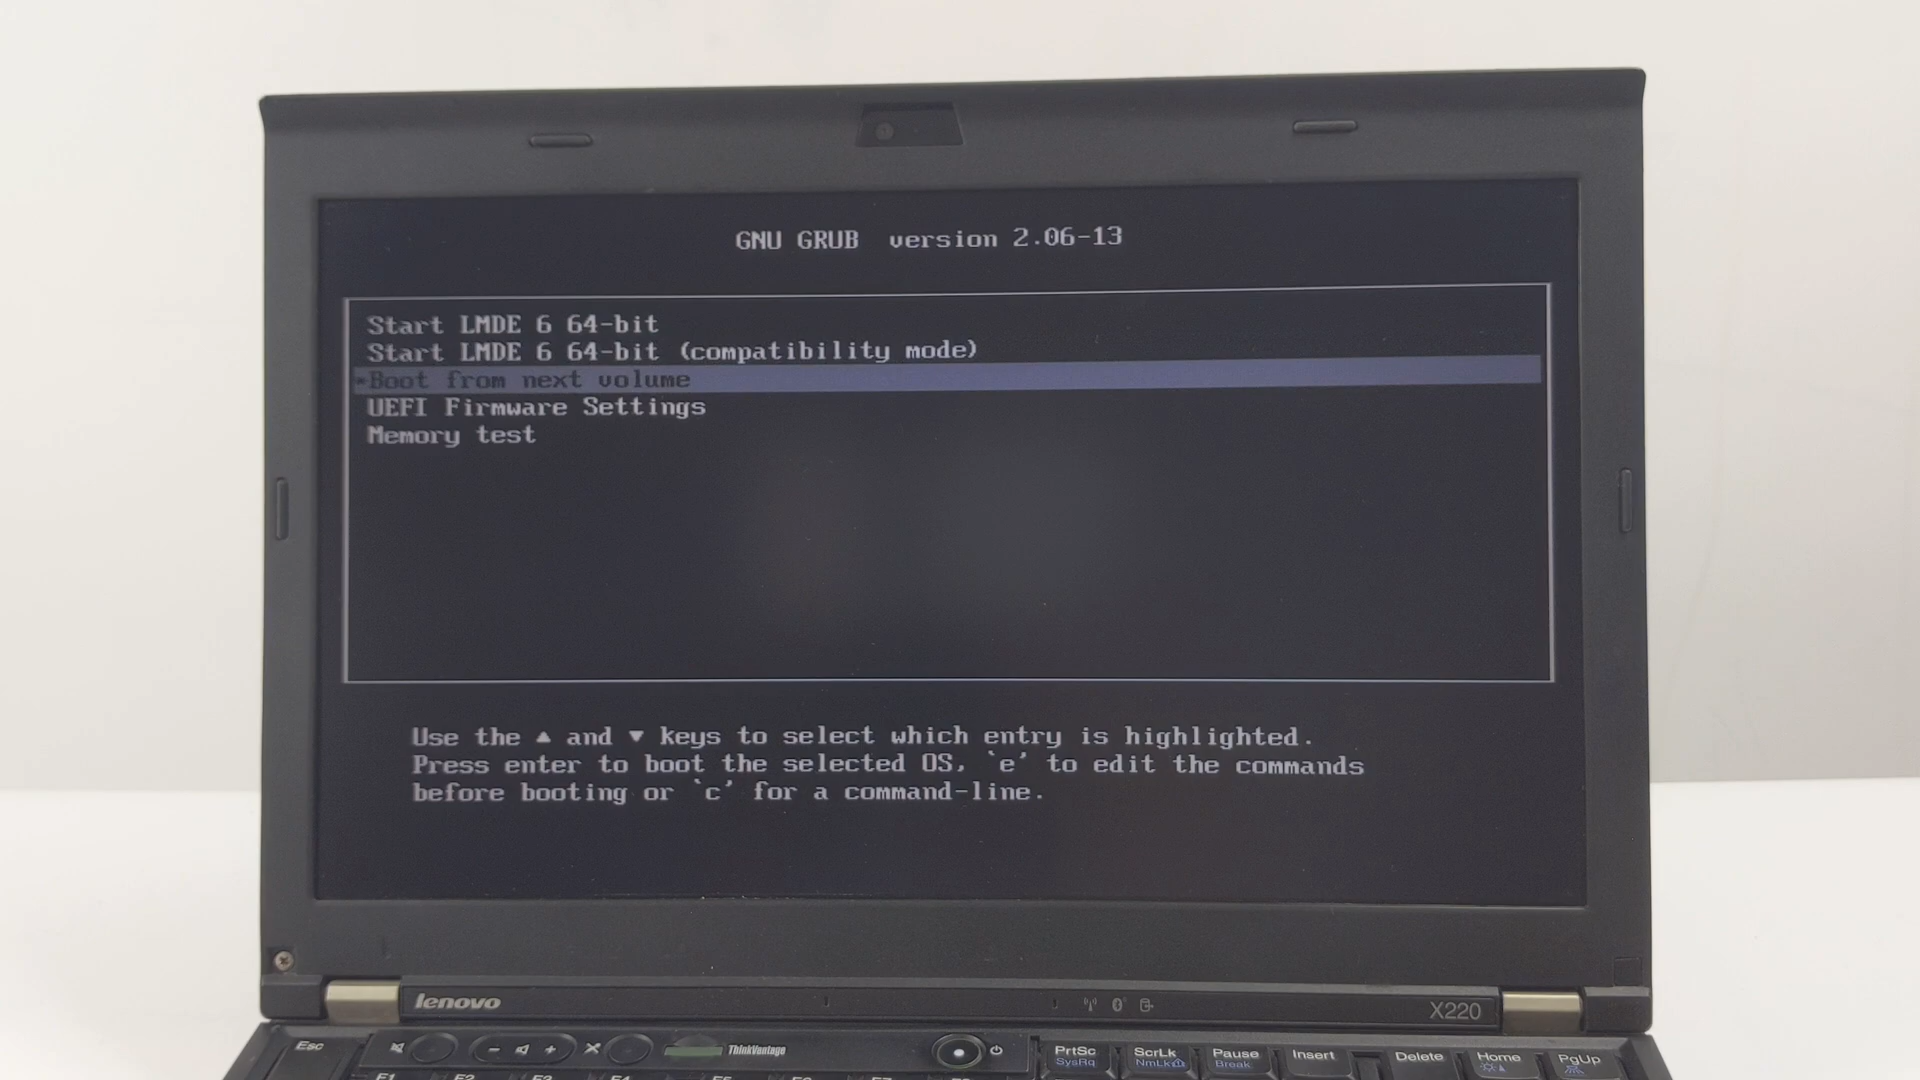 GNU GRUB version 2.06-13
Start LMDE 6 64-bit
Start LMDE 6 64-bit (compatibility mode)
*Boot from next volume
UEFI Firmware Settings
Memory test
Use the ▲ and ▼ keys to select which entry is highlighted.
Press enter to boot the selected OS, `e' to edit the commands
before booting or `c' for a command-line.
lenovo
X220
Esc
ThinkVantage
PrtSc
SysRq
ScrLk
NmLk
Pause
Break
Insert
Delete
Home
PgUp